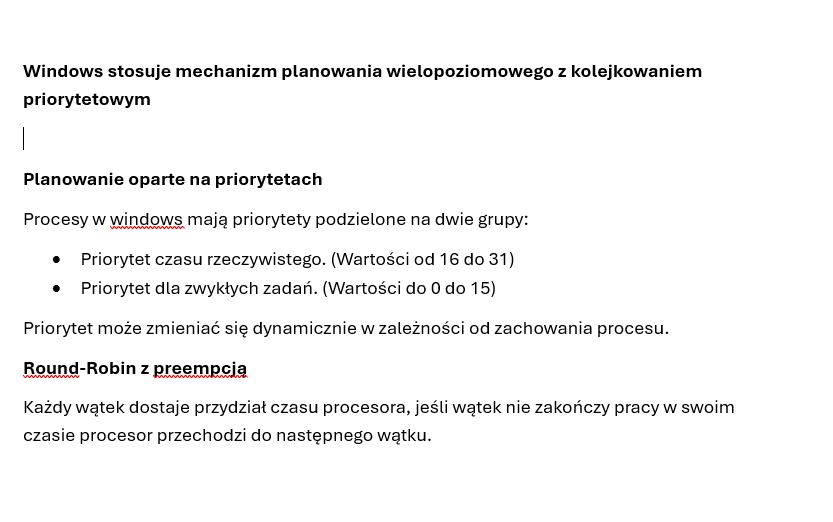 Windows stosuje mechanizm planowania wielopoziomowego z kolejkowaniem
priorytetowym
Planowanie oparte na priorytetach
Procesy w windows mają priorytety podzielone na dwie grupy:
• Priorytet czasu rzeczywistego. (Wartości od 16 do 31)
• Priorytet dla zwykłych zadań. (Wartości do 0 do 15)
Priorytet może zmieniać się dynamicznie w zależności od zachowania procesu.
Round-Robin z preempcją
Każdy wątek dostaje przydział czasu procesora, jeśli wątek nie zakończy pracy w swoim
czasie procesor przechodzi do następnego wątku.